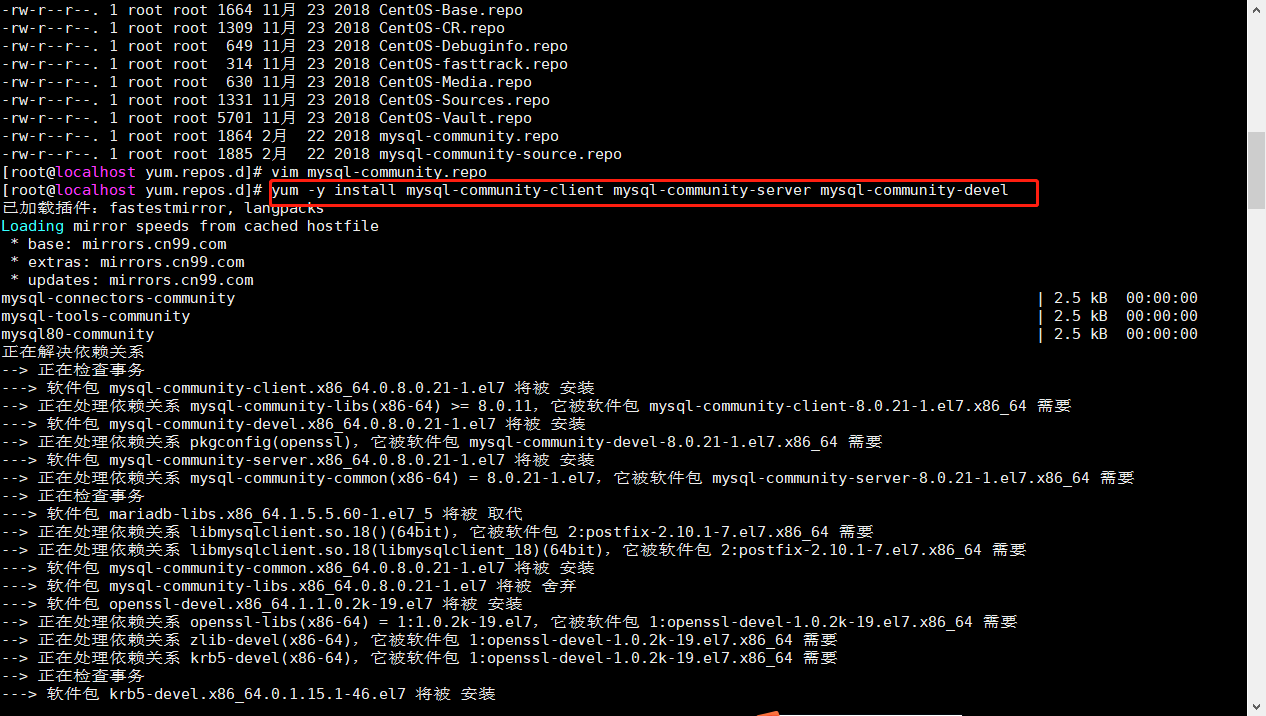 -rw-r--r--. 1 root root 1664 11月 23 2018 CentOS-Base.repo
-rw-r--r--. 1 root root 1309 11月 23 2018 CentOS-CR.repo
-rw-r--r--. 1 root root  649 11月 23 2018 CentOS-Debuginfo.repo
-rw-r--r--. 1 root root  314 11月 23 2018 CentOS-fasttrack.repo
-rw-r--r--. 1 root root  630 11月 23 2018 CentOS-Media.repo
-rw-r--r--. 1 root root 1331 11月 23 2018 CentOS-Sources.repo
-rw-r--r--. 1 root root 5701 11月 23 2018 CentOS-Vault.repo
-rw-r--r--. 1 root root 1864 2月  22 2018 mysql-community.repo
-rw-r--r--. 1 root root 1885 2月  22 2018 mysql-community-source.repo
[root@localhost yum.repos.d]# vim mysql-community.repo
[root@localhost yum.repos.d]# yum -y install mysql-community-client mysql-community-server mysql-community-devel
已加载插件：fastestmirror, langpacks
Loading mirror speeds from cached hostfile
 * base: mirrors.cn99.com
 * extras: mirrors.cn99.com
 * updates: mirrors.cn99.com
mysql-connectors-community | 2.5 kB  00:00:00
mysql-tools-community | 2.5 kB  00:00:00
mysql80-community | 2.5 kB  00:00:00
正在解决依赖关系
--> 正在检查事务
---> 软件包 mysql-community-client.x86_64.0.8.0.21-1.el7 将被 安装
--> 正在处理依赖关系 mysql-community-libs(x86-64) >= 8.0.11，它被软件包 mysql-community-client-8.0.21-1.el7.x86_64 需要
---> 软件包 mysql-community-devel.x86_64.0.8.0.21-1.el7 将被 安装
--> 正在处理依赖关系 pkgconfig(openssl)，它被软件包 mysql-community-devel-8.0.21-1.el7.x86_64 需要
---> 软件包 mysql-community-server.x86_64.0.8.0.21-1.el7 将被 安装
--> 正在处理依赖关系 mysql-community-common(x86-64) = 8.0.21-1.el7，它被软件包 mysql-community-server-8.0.21-1.el7.x86_64 需要
--> 正在检查事务
---> 软件包 mariadb-libs.x86_64.1.5.5.60-1.el7_5 将被 取代
--> 正在处理依赖关系 libmysqlclient.so.18()(64bit)，它被软件包 2:postfix-2.10.1-7.el7.x86_64 需要
--> 正在处理依赖关系 libmysqlclient.so.18(libmysqlclient_18)(64bit)，它被软件包 2:postfix-2.10.1-7.el7.x86_64 需要
---> 软件包 mysql-community-common.x86_64.0.8.0.21-1.el7 将被 安装
---> 软件包 mysql-community-libs.x86_64.0.8.0.21-1.el7 将被 舍弃
---> 软件包 openssl-devel.x86_64.1.1.0.2k-19.el7 将被 安装
--> 正在处理依赖关系 openssl-libs(x86-64) = 1:1.0.2k-19.el7，它被软件包 1:openssl-devel-1.0.2k-19.el7.x86_64 需要
--> 正在处理依赖关系 zlib-devel(x86-64)，它被软件包 1:openssl-devel-1.0.2k-19.el7.x86_64 需要
--> 正在处理依赖关系 krb5-devel(x86-64)，它被软件包 1:openssl-devel-1.0.2k-19.el7.x86_64 需要
--> 正在检查事务
---> 软件包 krb5-devel.x86_64.0.1.15.1-46.el7 将被 安装